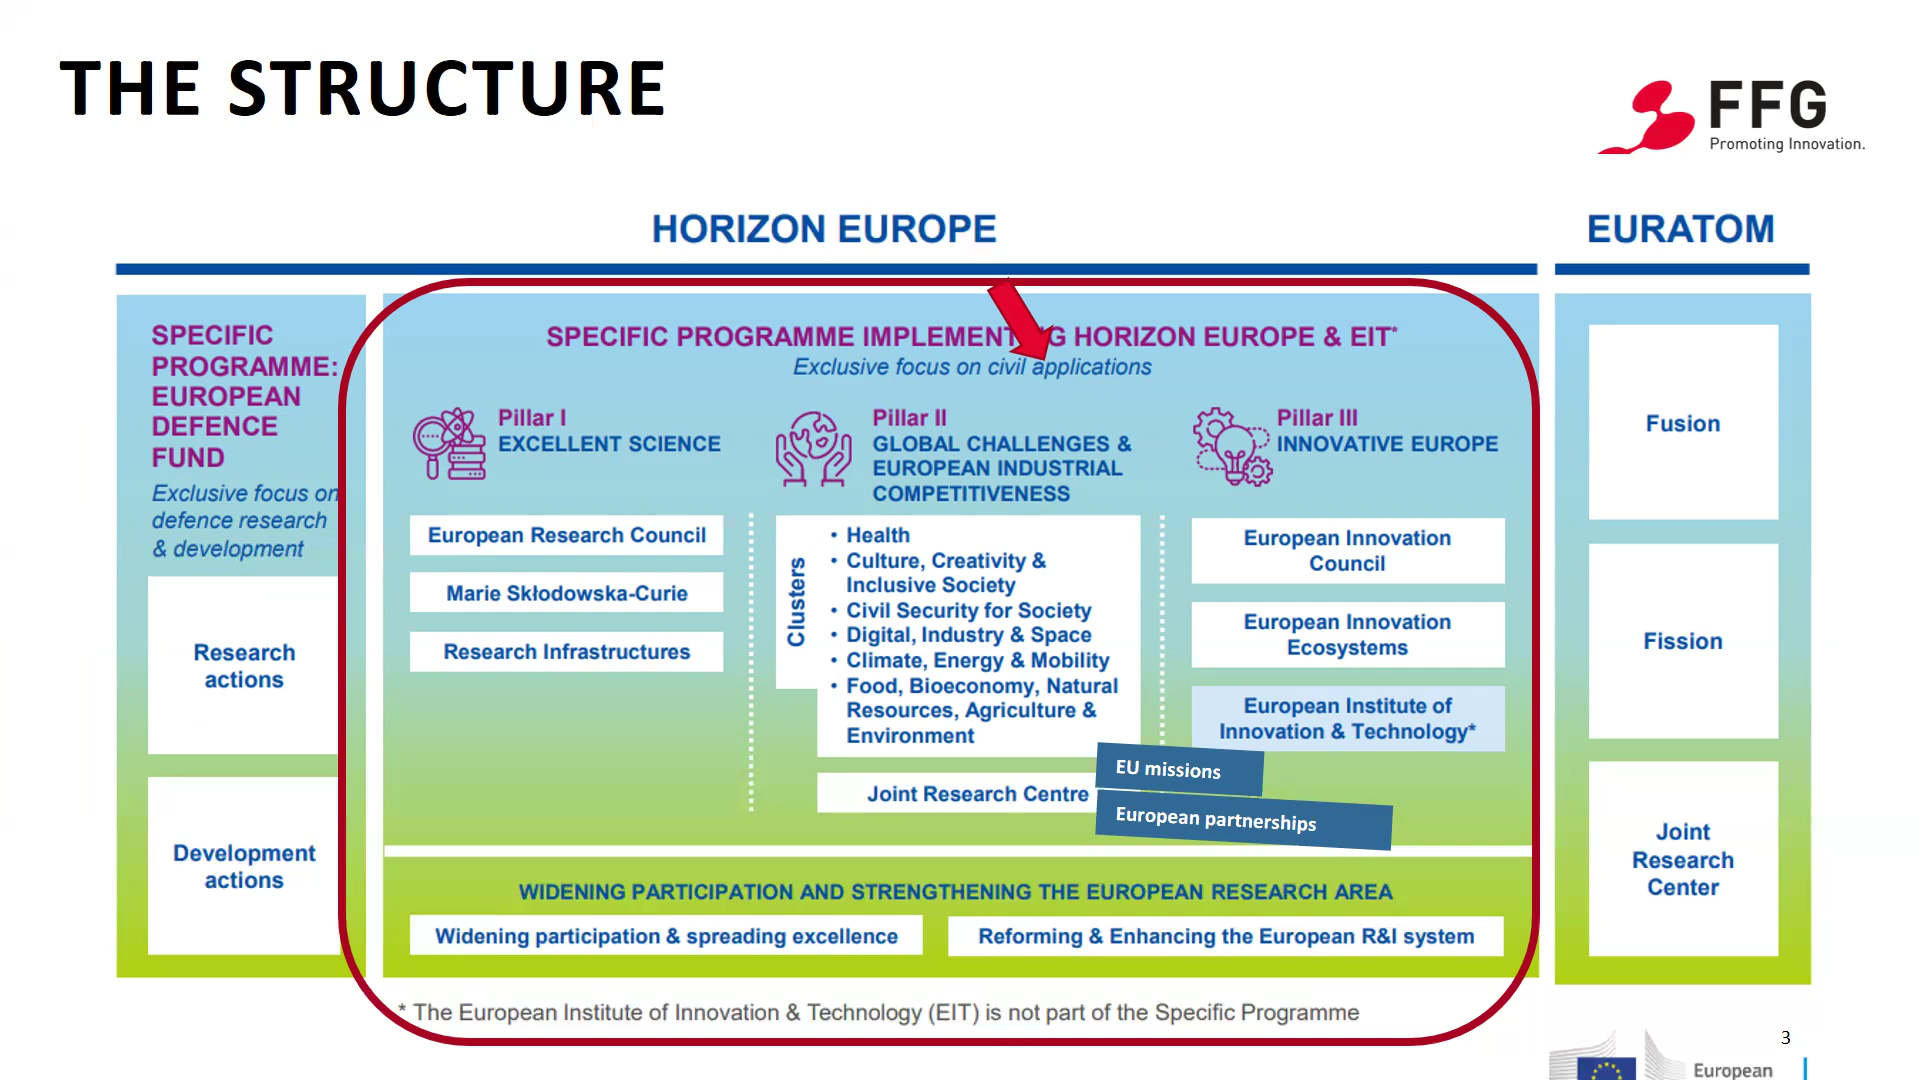 THE STRUCTURE
FFG
Promoting Innovation.
HORIZON EUROPE
EURATOM
SPECIFIC
PROGRAMME:
EUROPEAN
DEFENCE
FUND
Exclusive focus on
defence research
& development
Research
actions
Development
actions
SPECIFIC PROGRAMME IMPLEMENTING HORIZON EUROPE & EIT*
Exclusive focus on civil applications
Pillar I
EXCELLENT SCIENCE
European Research Council
Marie Skłodowska-Curie
Research Infrastructures
Pillar II
GLOBAL CHALLENGES &
EUROPEAN INDUSTRIAL
COMPETITIVENESS
Clusters
• Health
• Culture, Creativity &
Inclusive Society
• Civil Security for Society
• Digital, Industry & Space
• Climate, Energy & Mobility
• Food, Bioeconomy, Natural
Resources, Agriculture &
Environment
Joint Research Centre
Pillar III
INNOVATIVE EUROPE
European Innovation
Council
European Innovation
Ecosystems
European Institute of
Innovation & Technology*
EU missions
European partnerships
WIDENING PARTICIPATION AND STRENGTHENING THE EUROPEAN RESEARCH AREA
Widening participation & spreading excellence
Reforming & Enhancing the European R&I system
* The European Institute of Innovation & Technology (EIT) is not part of the Specific Programme
Fusion
Fission
Joint
Research
Center
3
European